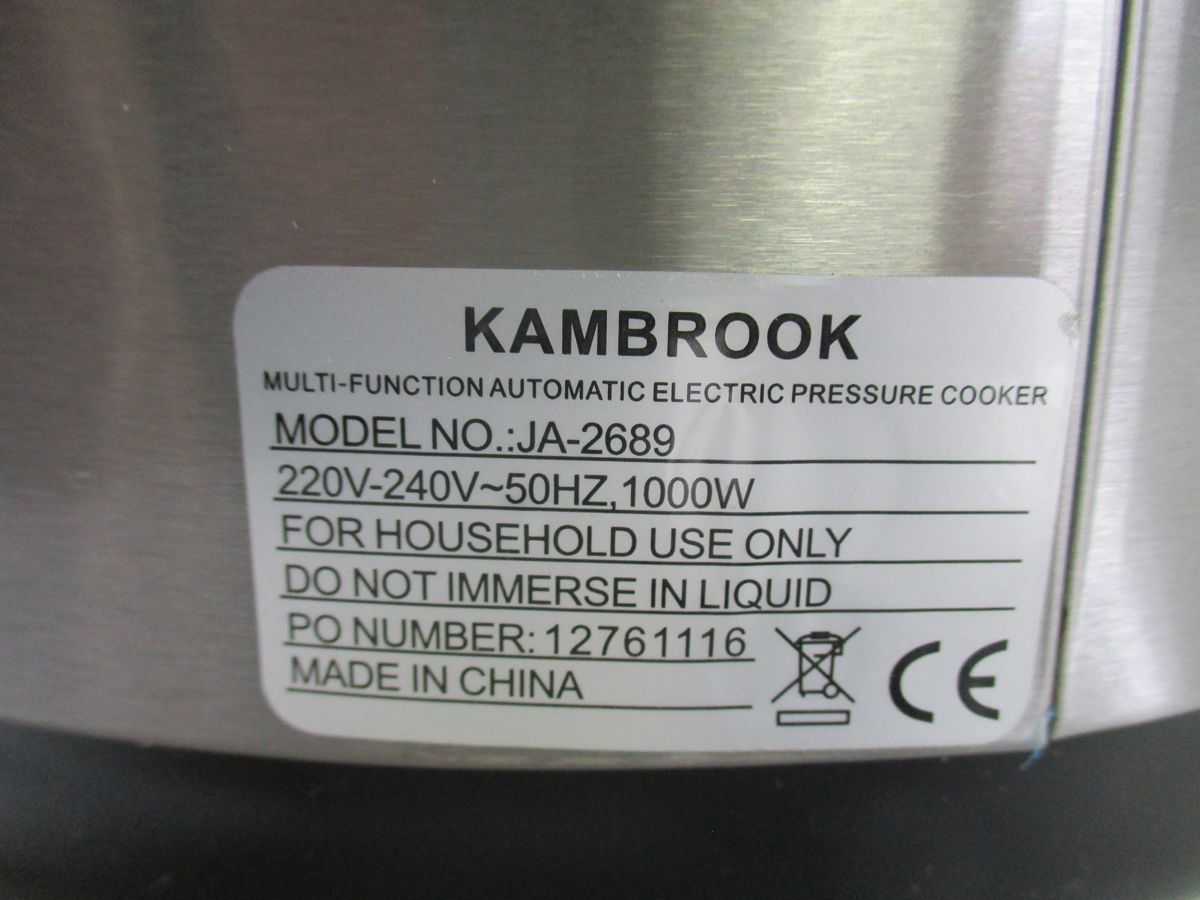 KAMBROOK
MULTI-FUNCTION AUTOMATIC ELECTRIC PRESSURE COOKER
MODEL NO.:JA-2689
220V-240V~50HZ,1000W
FOR HOUSEHOLD USE ONLY
DO NOT IMMERSE IN LIQUID
PO NUMBER: 12761116
MADE IN CHINA
CE